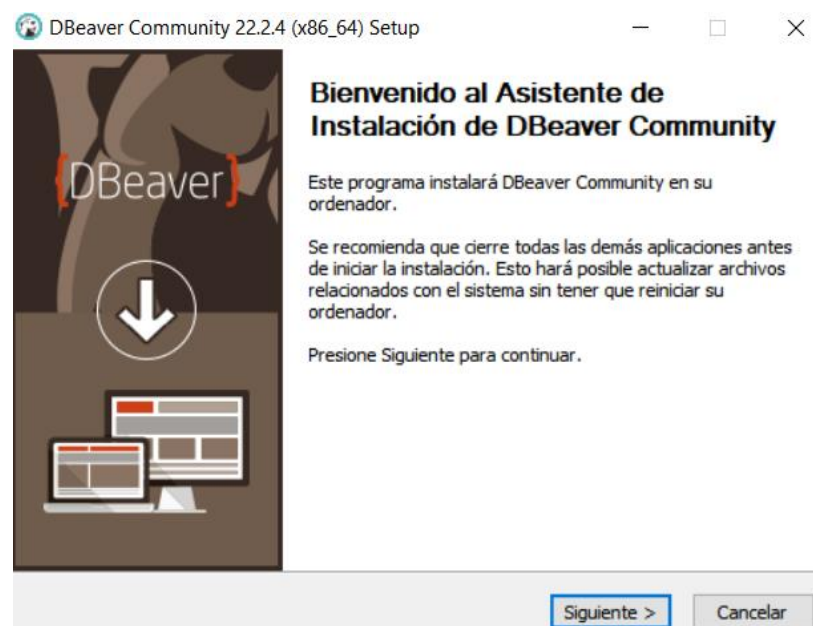 DBeaver Community 22.2.4 (x86_64) Setup
{DBeaver}
Bienvenido al Asistente de
Instalación de DBeaver Community
Este programa instalará DBeaver Community en su
ordenador.
Se recomienda que cierre todas las demás aplicaciones antes
de iniciar la instalación. Esto hará posible actualizar archivos
relacionados con el sistema sin tener que reiniciar su
ordenador.
Presione Siguiente para continuar.
Siguiente >
Cancelar